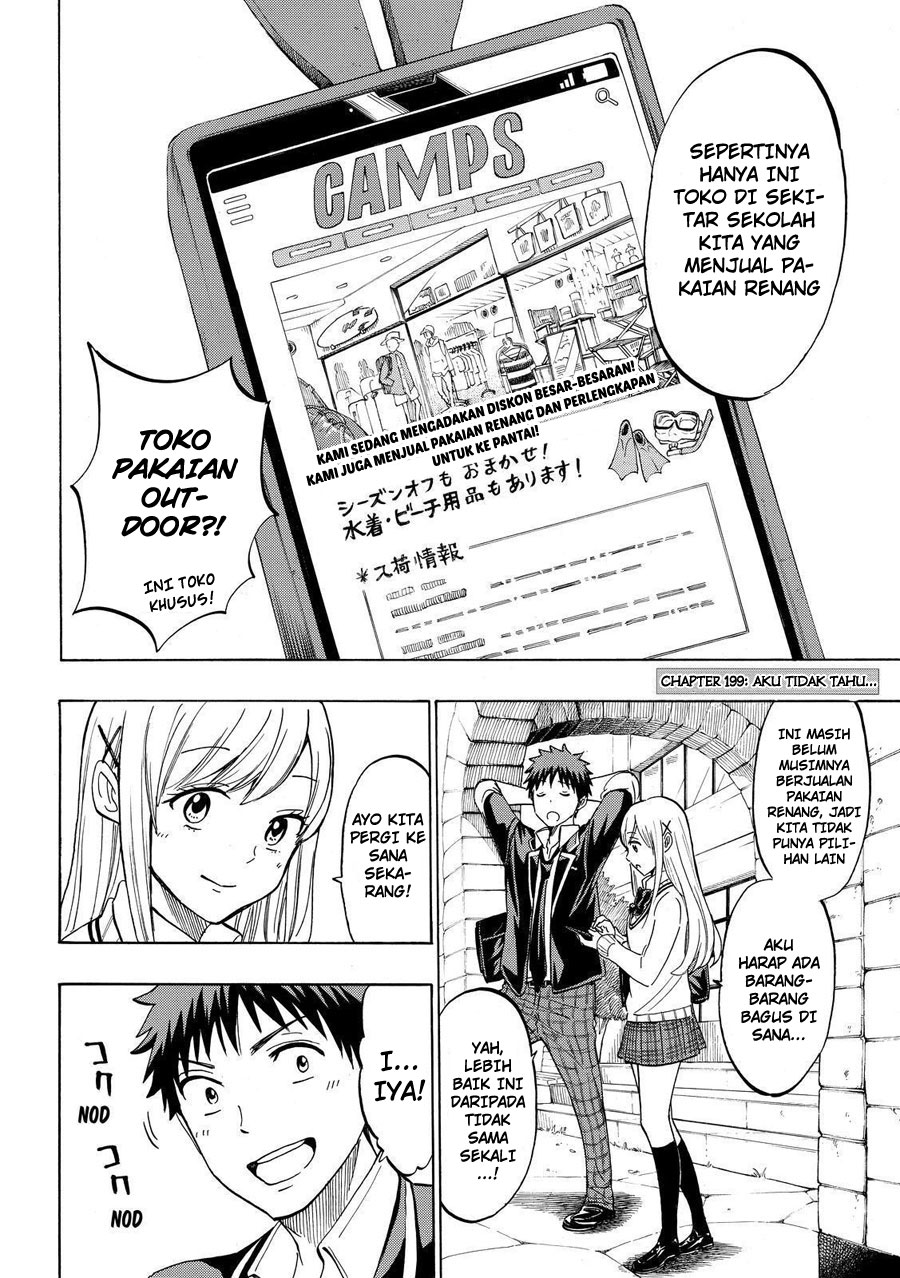 CAMPS
SEPERTINYA
HANYA INI
TOKO DI SEKI-
TAR SEKOLAH
KITA YANG
MENJUAL PA-
KAIAN RENANG
KAMI SEDANG MENGADAKAN DISKON BESAR-BESARAN!
KAMI JUGA MENJUAL PAKAIAN RENANG DAN PERLENGKAPAN
UNTUK KE PANTAI!
シーズンオフも おまかせ!
水着・ビーチ用品もあります!
*入荷情報
TOKO
PAKAIAN
OUT-
DOOR?!
INI TOKO
KHUSUS!
CHAPTER 199: AKU TIDAK TAHU...
INI MASIH
BELUM
MUSIMNYA
BERJUALAN
PAKAIAN
RENANG, JADI
KITA TIDAK
PUNYA PILI-
HAN LAIN
AKU
HARAP ADA
BARANG-
BARANG
BAGUS DI
SANA...
YAH,
LEBIH
BAIK INI
DARIPADA
TIDAK
SAMA
SEKALI
...!
AYO KITA
PERGI KE
SANA
SEKA-
RANG!
I...
IYA!
コク
NOD
コク
NOD